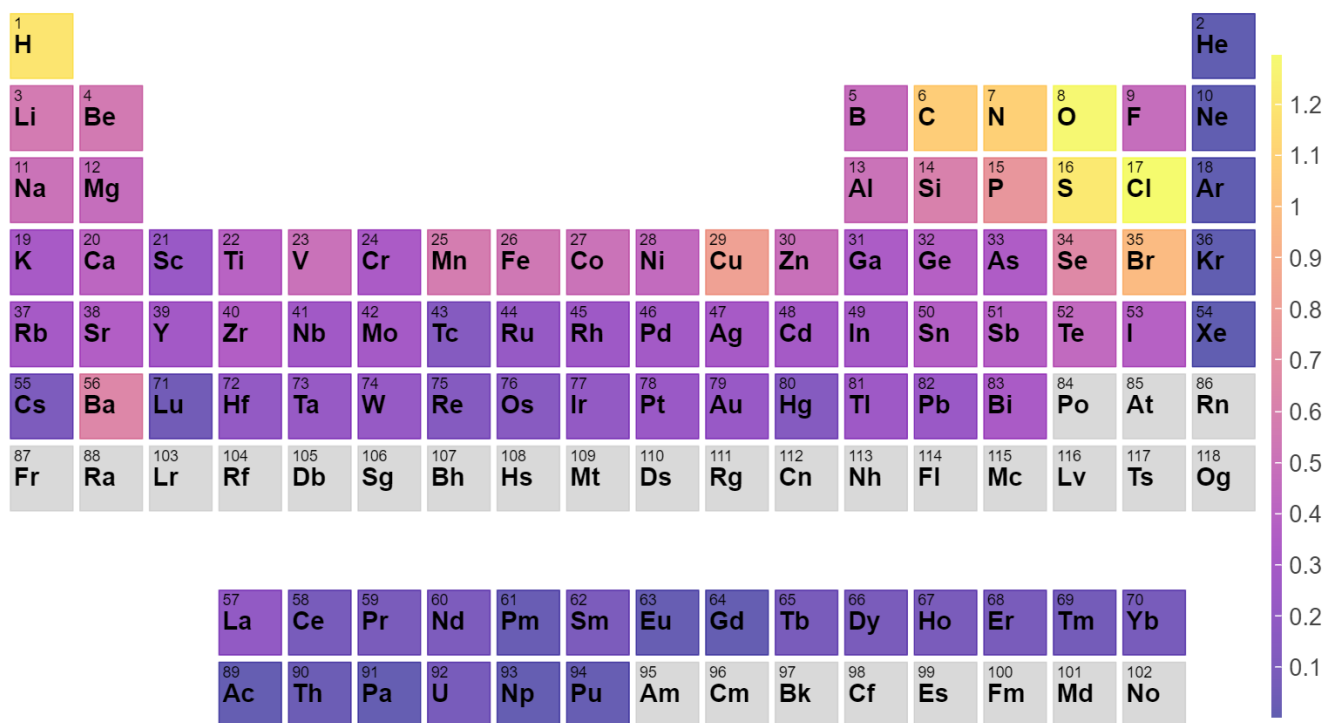 1 2
H He
3 4 5 6 7 8 9 10
Li Be B C N O F Ne
11 12 13 14 15 16 17 18
Na Mg Al Si P S Cl Ar
19 20 21 22 23 24 25 26 27 28 29 30 31 32 33 34 35 36
K Ca Sc Ti V Cr Mn Fe Co Ni Cu Zn Ga Ge As Se Br Kr
37 38 39 40 41 42 43 44 45 46 47 48 49 50 51 52 53 54
Rb Sr Y Zr Nb Mo Tc Ru Rh Pd Ag Cd In Sn Sb Te I Xe
55 56 71 72 73 74 75 76 77 78 79 80 81 82 83 84 85 86
Cs Ba Lu Hf Ta W Re Os Ir Pt Au Hg Tl Pb Bi Po At Rn
87 88 103 104 105 106 107 108 109 110 111 112 113 114 115 116 117 118
Fr Ra Lr Rf Db Sg Bh Hs Mt Ds Rg Cn Nh Fl Mc Lv Ts Og
57 58 59 60 61 62 63 64 65 66 67 68 69 70
La Ce Pr Nd Pm Sm Eu Gd Tb Dy Ho Er Tm Yb
89 90 91 92 93 94 95 96 97 98 99 100 101 102
Ac Th Pa U Np Pu Am Cm Bk Cf Es Fm Md No
1.2
1.1
1
0.9
0.8
0.7
0.6
0.5
0.4
0.3
0.2
0.1